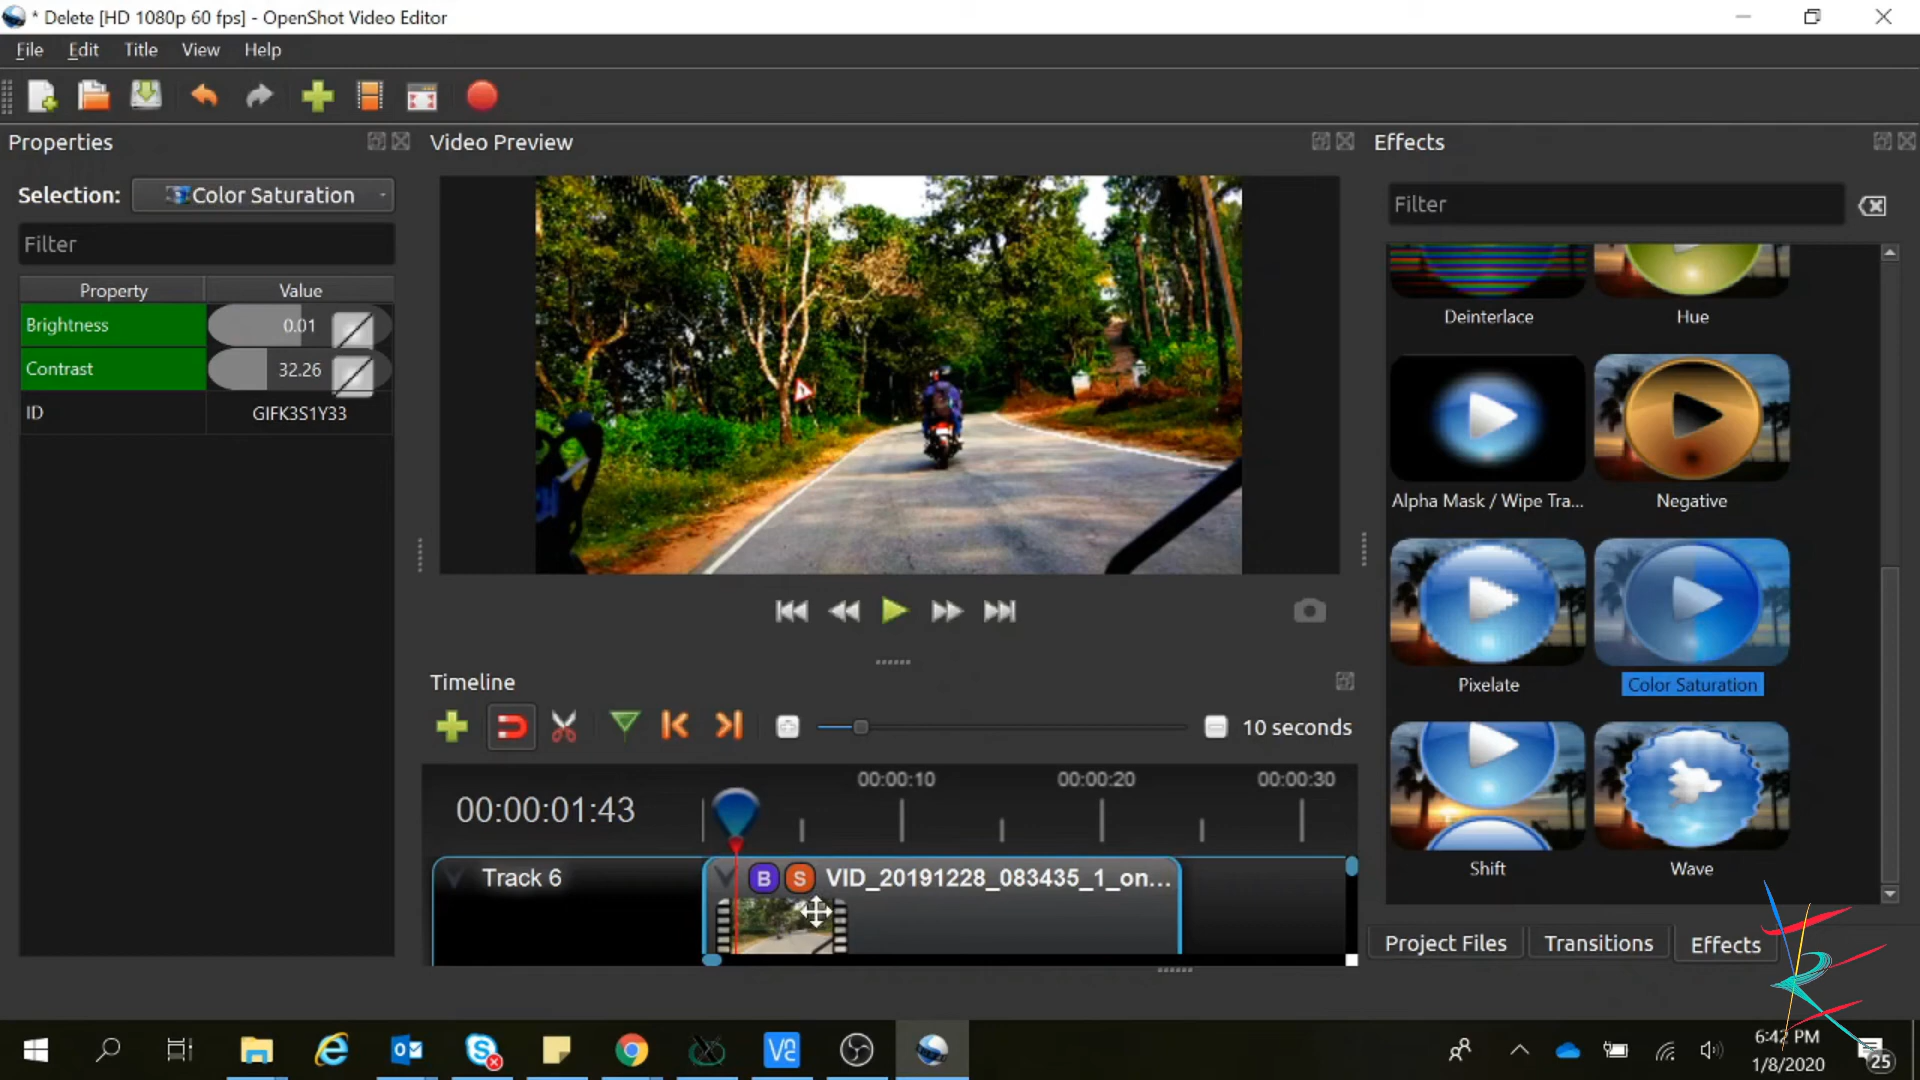 * Delete [HD 1080p 60 fps] - OpenShot Video Editor
File Edit Title View Help
Properties
Video Preview
Effects
Selection: Color Saturation
Filter
Filter
Property Value
Brightness 0.01
Contrast 32.26
ID GIFK3S1Y33
Deinterlace
Hue
Alpha Mask / Wipe Tra...
Negative
Pixelate
Color Saturation
Shift
Wave
Timeline
10 seconds
00:00:01:43
00:00:10
00:00:20
00:00:30
Track 6
B S VID_20191228_083435_1_on...
Project Files
Transitions
Effects
6:42 PM
1/8/2020
25